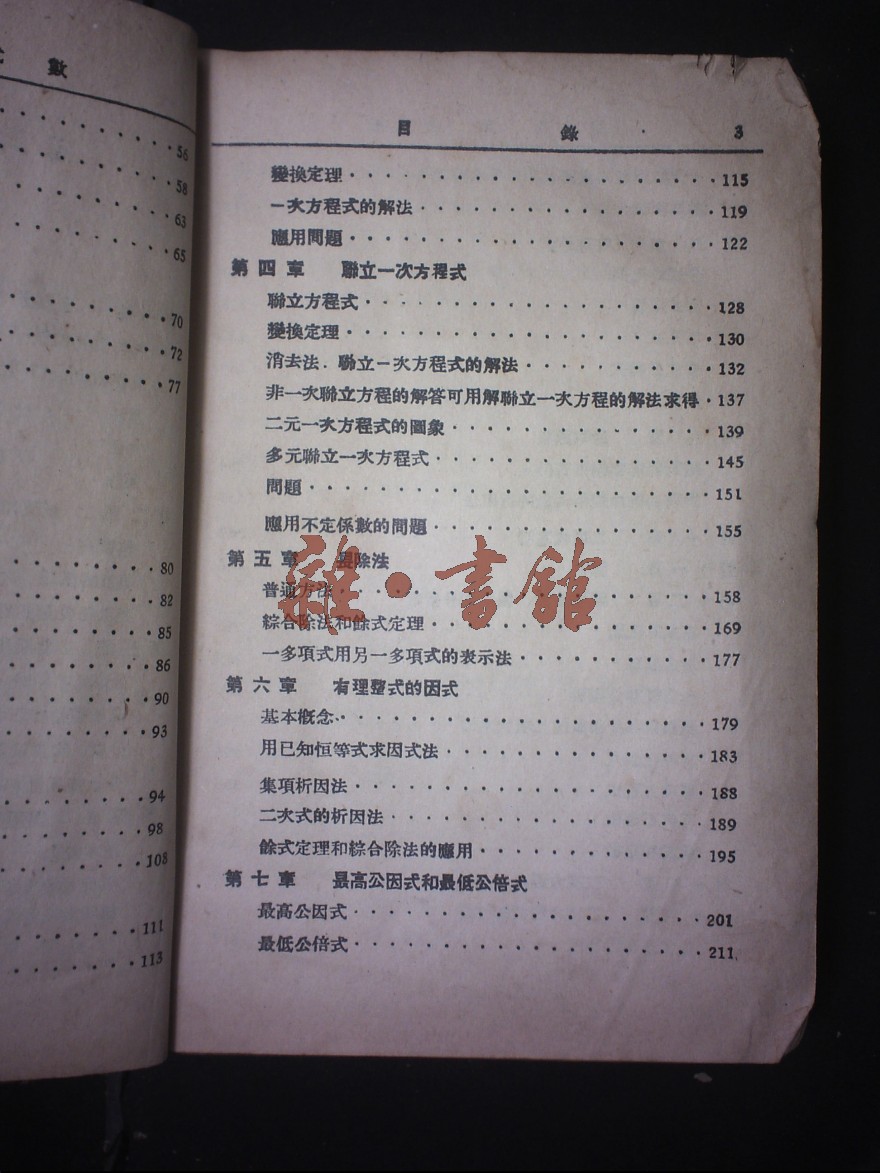 數
56
58
63
65
70
72
77
80
82
85
86
90
93
94
98
108
111
113
目 錄 3
變換定理 115
一次方程式的解法 119
應用問題 122
第四章 聯立一次方程式
聯立方程式 128
變換定理 130
消去法．聯立一次方程式的解法 132
非一次聯立方程的解答可用解聯立一次方程的解法求得 137
二元一次方程式的圖象 139
多元聯立一次方程式 145
問題 151
應用不定係數的問題 155
第五章 除法
普通方法 158
綜合除法和餘式定理 169
一多項式用另一多項式的表示法 177
第六章 有理整式的因式
基本概念 179
用已知恒等式求因式法 183
集項析因法 188
二次式的析因法 189
餘式定理和綜合除法的應用 195
第七章 最高公因式和最低公倍式
最高公因式 201
最低公倍式 211
雜·書館